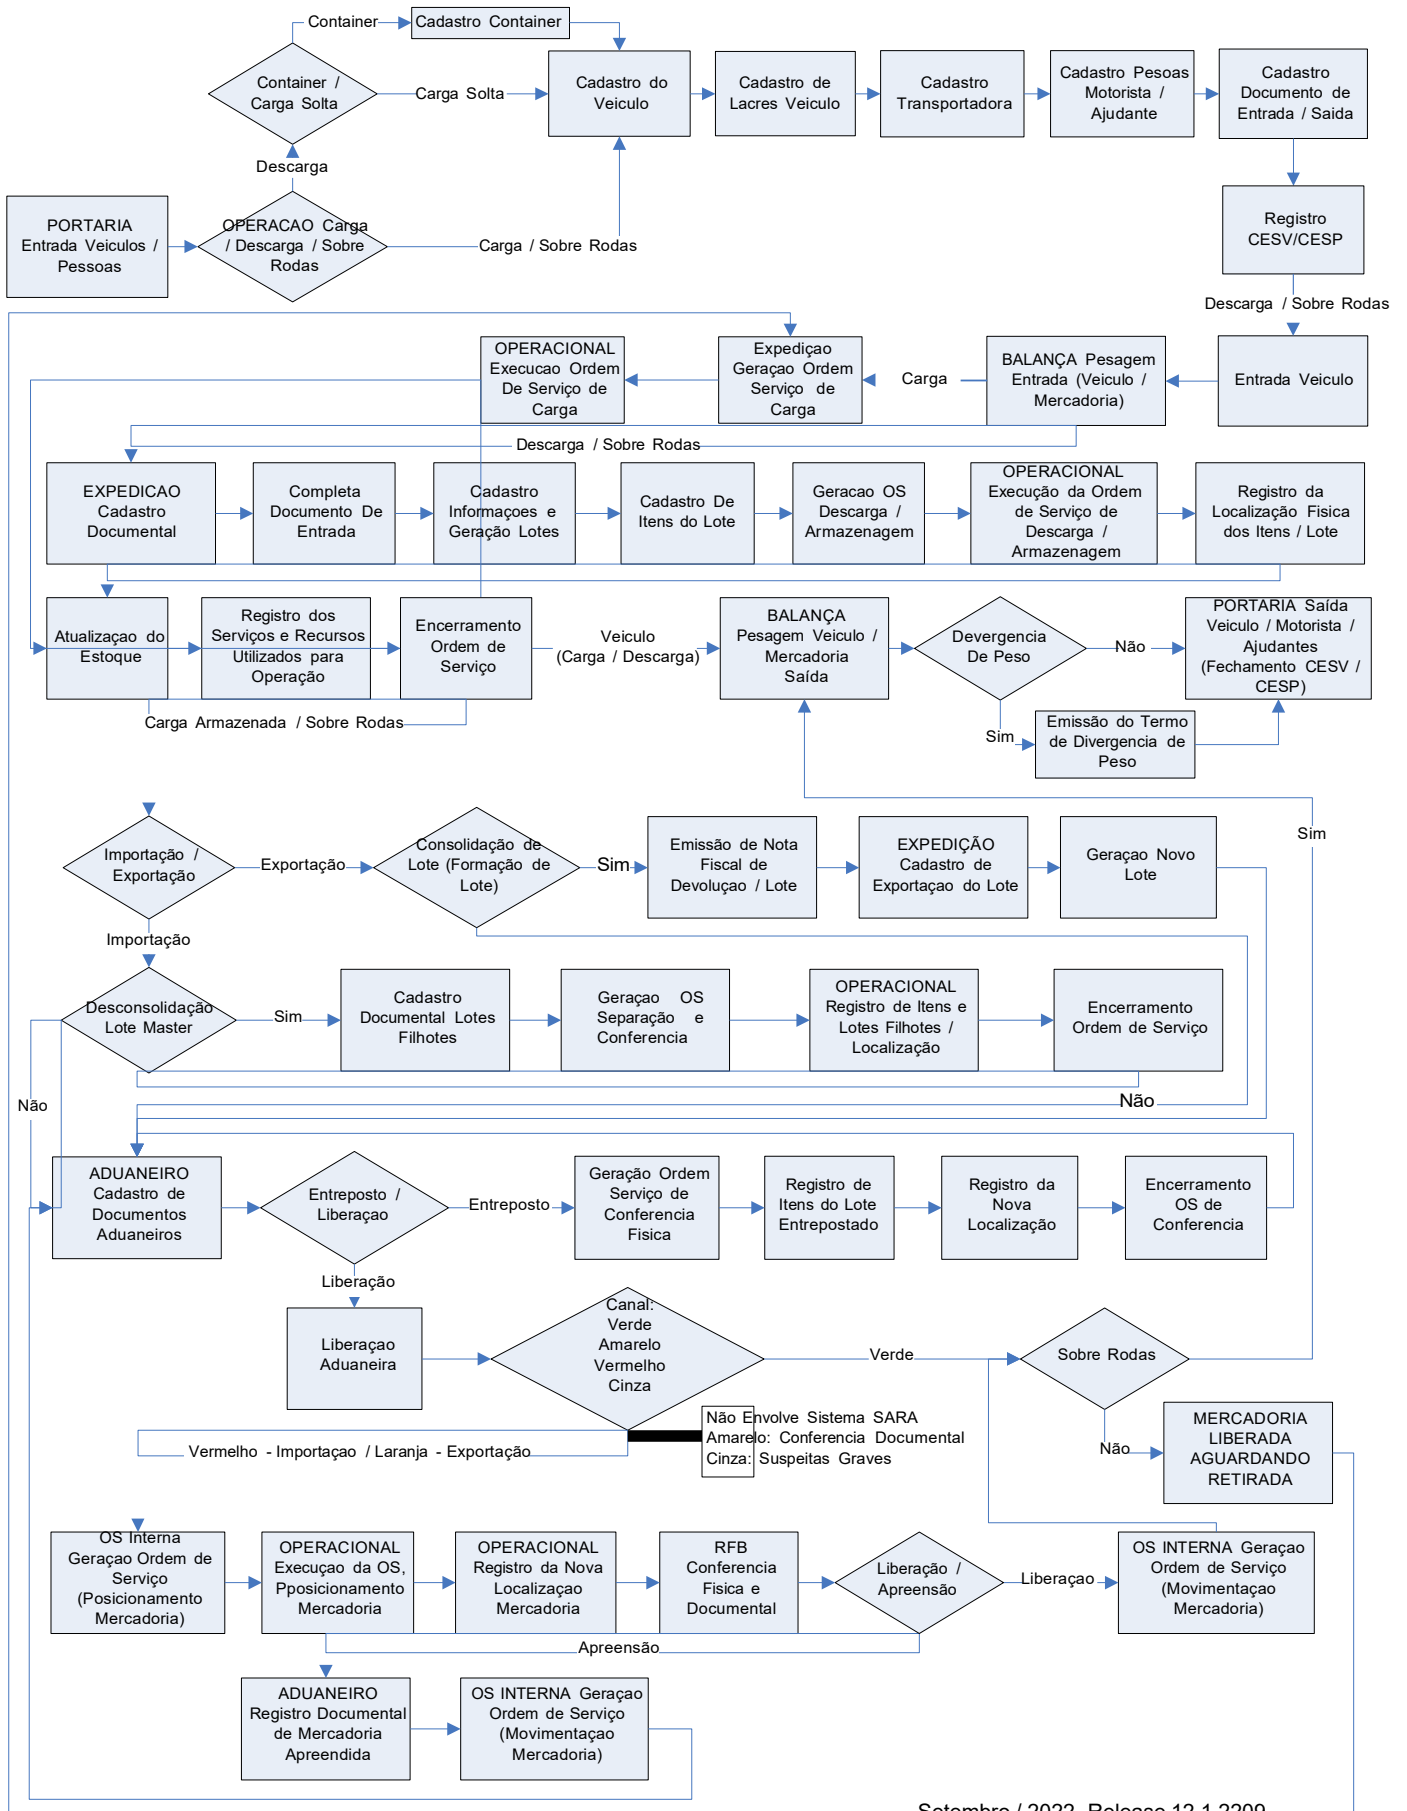 Container
Cadastro Container
Container /
Carga Solta
Carga Solta
Cadastro do
Veiculo
Cadastro de
Lacres Veiculo
Cadastro
Transportadora
Cadastro Pesoas
Motorista /
Ajudante
Cadastro
Documento de
Entrada / Saida
Descarga
PORTARIA
Entrada Veiculos /
Pessoas
OPERACAO Carga
/ Descarga / Sobre
Rodas
Carga / Sobre Rodas
Registro
CESV/CESP
Descarga / Sobre Rodas
OPERACIONAL
Execucao Ordem
De Serviço de
Carga
Expediçao
Geraçao Ordem
Serviço de
Carga
Carga
BALANÇA Pesagem
Entrada (Veiculo /
Mercadoria)
Entrada Veiculo
Descarga / Sobre Rodas
EXPEDICAO
Cadastro
Documental
Completa
Documento De
Entrada
Cadastro
Informaçoes e
Geração Lotes
Cadastro De
Itens do Lote
Geracao OS
Descarga /
Armazenagem
OPERACIONAL
Execução da Ordem
de Serviço de
Descarga /
Armazenagem
Registro da
Localização Fisica
dos Itens / Lote
Atualizaçao do
Estoque
Registro dos
Serviços e Recursos
Utilizados para
Operação
Encerramento
Ordem de
Serviço
Veiculo
(Carga / Descarga)
BALANÇA
Pesagem Veiculo /
Mercadoria
Saída
Devergencia
De Peso
Não
PORTARIA Saída
Veiculo / Motorista /
Ajudantes
(Fechamento CESV /
CESP)
Carga Armazenada / Sobre Rodas
Sim
Emissão do Termo
de Divergencia de
Peso
Importação /
Exportação
Exportação
Consolidação de
Lote (Formação de
Lote)
Sim
Emissão de Nota
Fiscal de
Devoluçao / Lote
EXPEDIÇÃO
Cadastro de
Exportaçao do Lote
Geraçao Novo
Lote
Sim
Importação
Desconsolidação
Lote Master
Sim
Cadastro
Documental Lotes
Filhotes
Geraçao OS
Separação e
Conferencia
OPERACIONAL
Registro de Itens e
Lotes Filhotes /
Localização
Encerramento
Ordem de Serviço
Não
Não
ADUANEIRO
Cadastro de
Documentos
Aduaneiros
Entreposto /
Liberaçao
Entreposto
Geração Ordem
Serviço de
Conferencia
Fisica
Registro de
Itens do Lote
Entrepostado
Registro da
Nova
Localização
Encerramento
OS de
Conferencia
Liberação
Liberaçao
Aduaneira
Canal:
Verde
Amarelo
Vermelho
Cinza
Verde
Sobre Rodas
Não Envolve Sistema SARA
Amarelo: Conferencia Documental
Cinza: Suspeitas Graves
Vermelho - Importaçao / Laranja - Exportação
Não
MERCADORIA
LIBERADA
AGUARDANDO
RETIRADA
OS Interna
Geraçao Ordem de
Serviço
(Posicionamento
Mercadoria)
OPERACIONAL
Execuçao da OS,
Pposicionamento
Mercadoria
OPERACIONAL
Registro da Nova
Localizaçao
Mercadoria
RFB
Conferencia
Fisica e
Documental
Liberação /
Apreensão
Liberaçao
OS INTERNA Geraçao
Ordem de Serviço
(Movimentaçao
Mercadoria)
Apreensão
ADUANEIRO
Registro Documental
de Mercadoria
Apreendida
OS INTERNA Geraçao
Ordem de Serviço
(Movimentaçao
Mercadoria)
Setembro / 2022 Release 12.1.2209